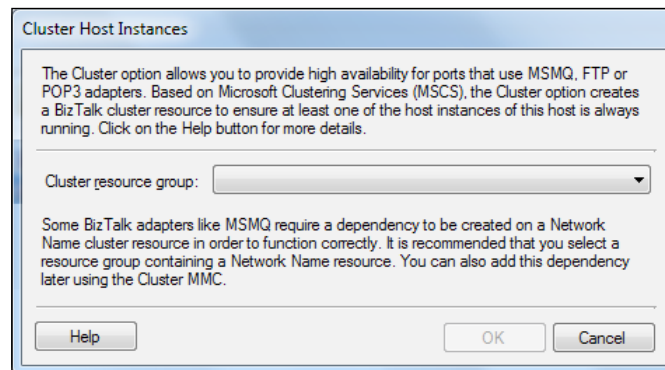 Cluster Host Instances
The Cluster option allows you to provide high availability for ports that use MSMQ, FTP or
POP3 adapters. Based on Microsoft Clustering Services (MSCS), the Cluster option creates
a BizTalk cluster resource to ensure at least one of the host instances of this host is always
running. Click on the Help button for more details.
Cluster resource group:
Some BizTalk adapters like MSMQ require a dependency to be created on a Network
Name cluster resource in order to function correctly. It is recommended that you select a
resource group containing a Network Name resource. You can also add this dependency
later using the Cluster MMC.
Help OK Cancel